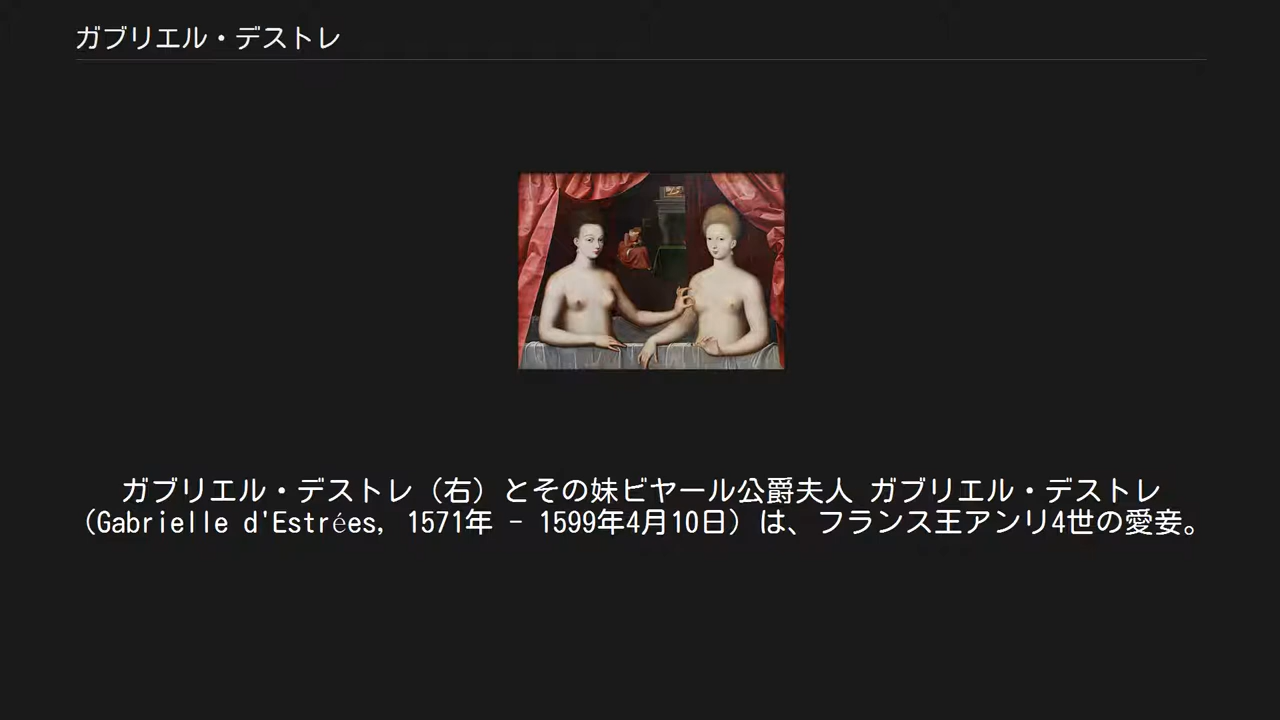 ガブリエル・デストレ
ガブリエル・デストレ（右）とその妹ビヤール公爵夫人 ガブリエル・デストレ
（Gabrielle d'Estrées, 1571年 - 1599年4月10日）は、フランス王アンリ4世の愛妾。